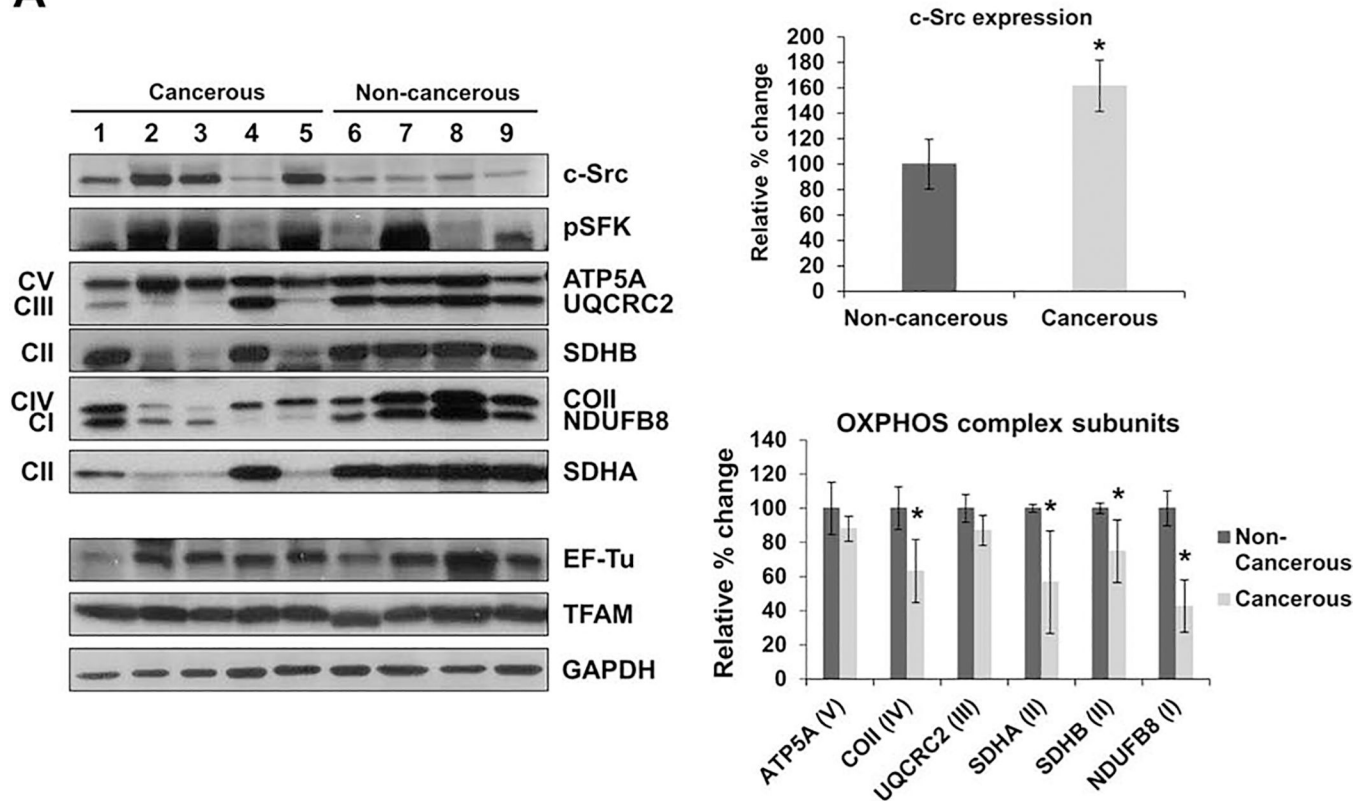 A
Cancerous Non-cancerous
1 2 3 4 5 6 7 8 9
c-Src
pSFK
CV ATP5A
CIII UQCRC2
CII SDHB
CIV COII
CI NDUFB8
CII SDHA
EF-Tu
TFAM
GAPDH
c-Src expression
Relative % change
200
180
160
140
120
100
80
60
40
20
0
*
Non-cancerous Cancerous
OXPHOS complex subunits
Relative % change
140
120
100
80
60
40
20
0
* * * *
ATP5A (V)
COII (IV)
UQCRC2 (III)
SDHA (II)
SDHB (II)
NDUFB8 (I)
Non-
Cancerous
Cancerous